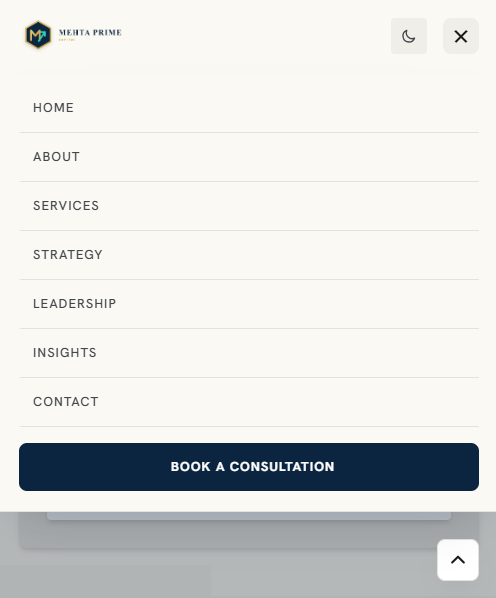 MEHTA PRIME
HOME
ABOUT
SERVICES
STRATEGY
LEADERSHIP
INSIGHTS
CONTACT
BOOK A CONSULTATION